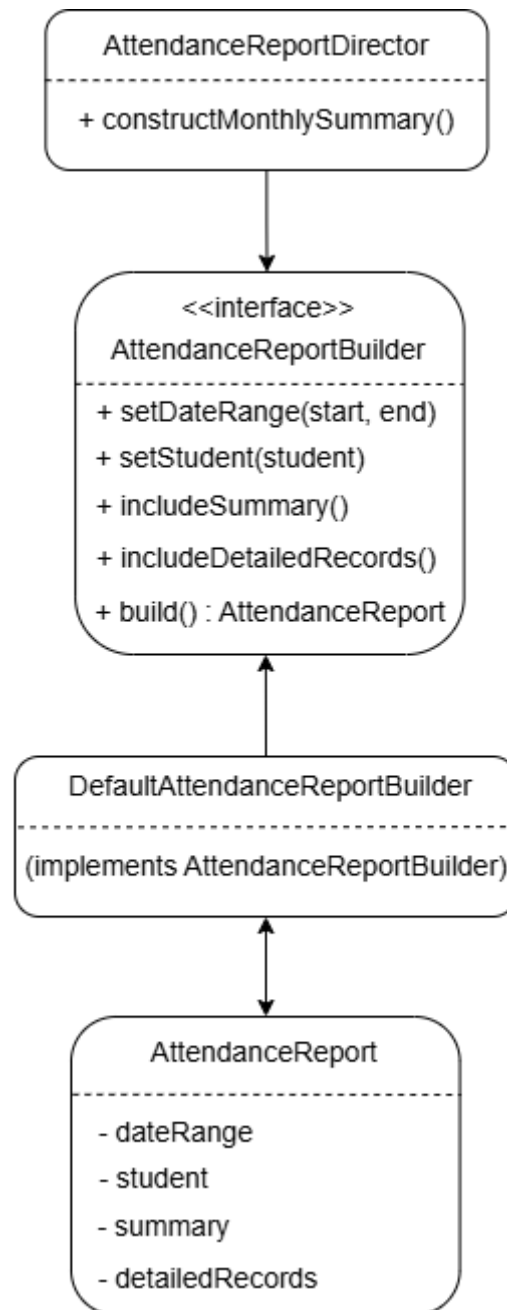 AttendanceReportDirector
+ constructMonthlySummary()
<<interface>>
AttendanceReportBuilder
+ setDateRange(start, end)
+ setStudent(student)
+ includeSummary()
+ includeDetailedRecords()
+ build() : AttendanceReport
DefaultAttendanceReportBuilder
(implements AttendanceReportBuilder)
AttendanceReport
- dateRange
- student
- summary
- detailedRecords